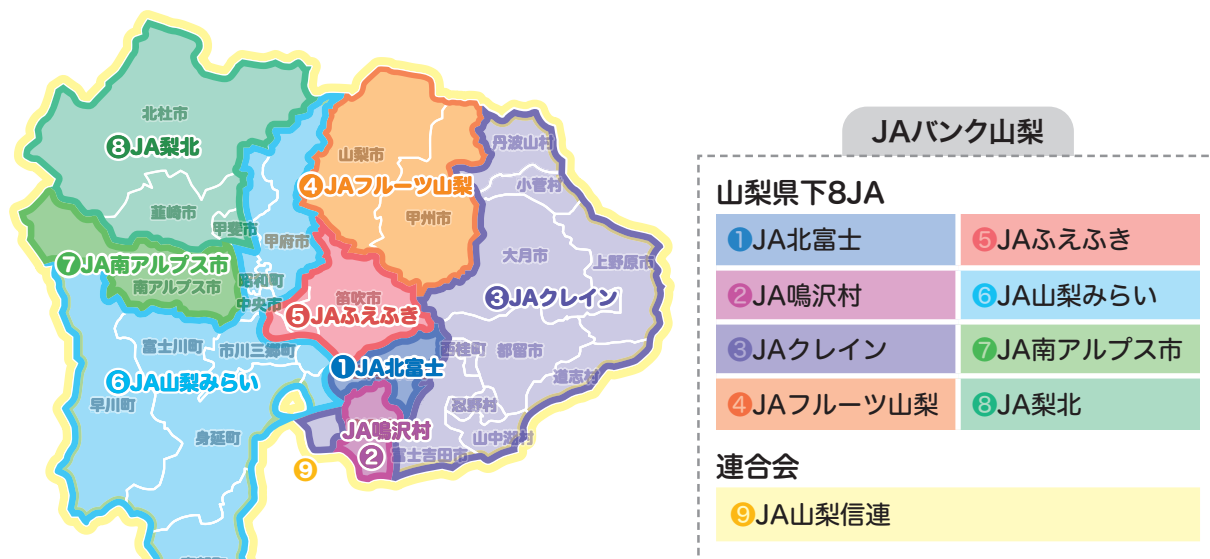 北杜市
❽JA梨北
韮崎市
甲斐市
山梨市
❹JAフルーツ山梨
甲州市
丹波山村
小菅村
大月市
上野原市
❸JAクレイン
甲府市
❼JA南アルプス市
南アルプス市
昭和町
中央市
笛吹市
❺JAふえふき
富士川町
市川三郷町
❻JA山梨みらい
早川町
身延町
❶JA北富士
西桂町
都留市
道志村
忍野村
山中湖村
富士吉田市
JA鳴沢村
❷
❾
JAバンク山梨
山梨県下8JA
❶JA北富士
❺JAふえふき
❷JA鳴沢村
❻JA山梨みらい
❸JAクレイン
❼JA南アルプス市
❹JAフルーツ山梨
❽JA梨北
連合会
❾JA山梨信連